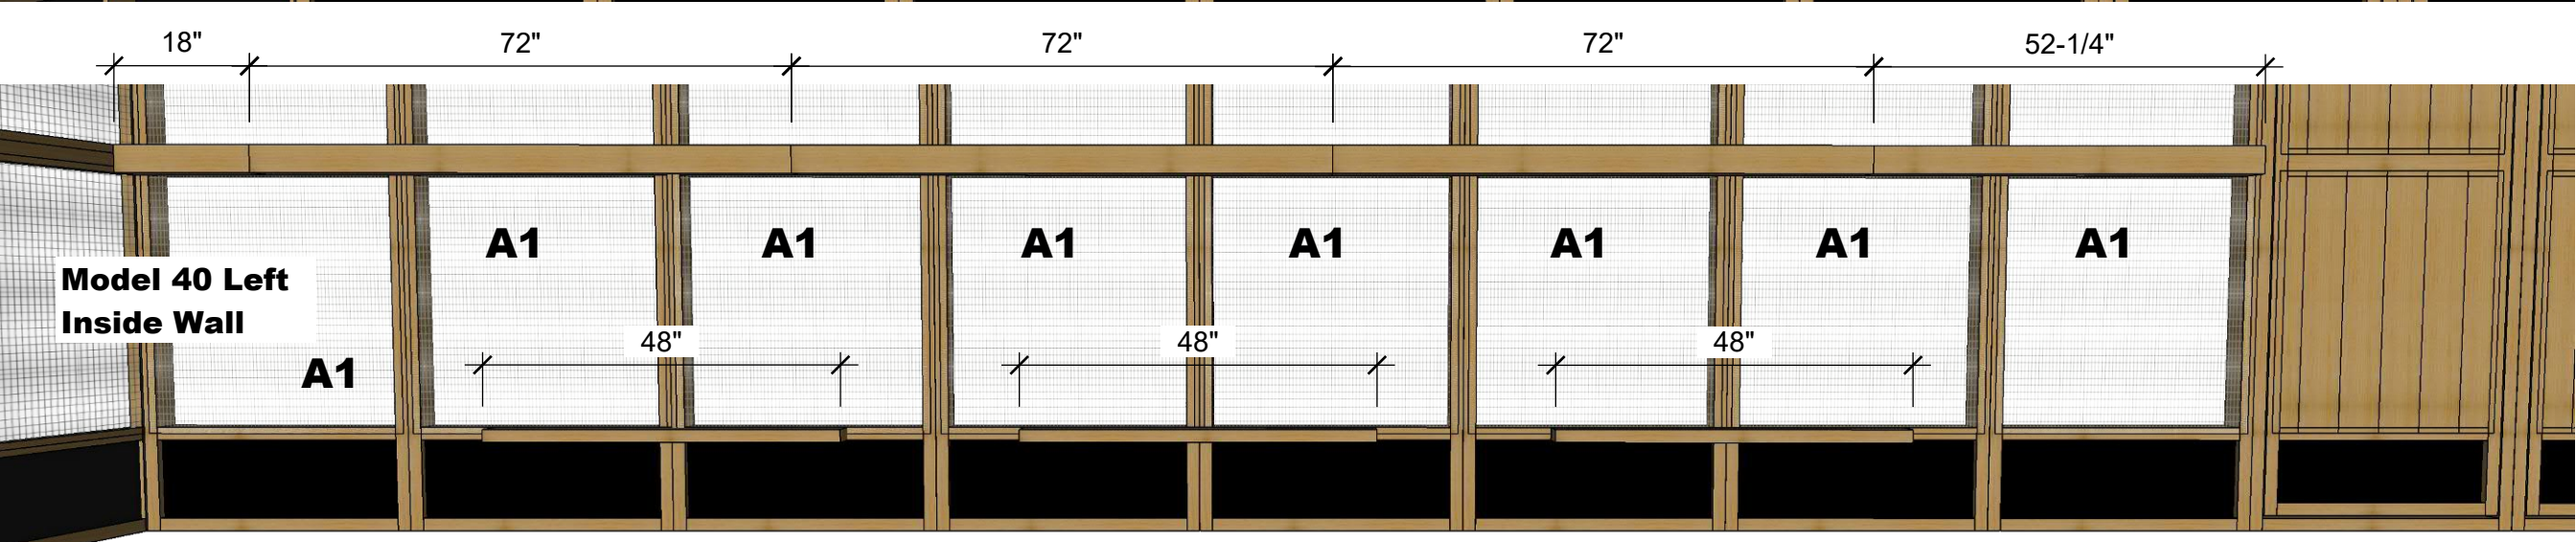 18" 72" 72" 72" 52-1/4"
A1 A1 A1 A1 A1 A1 A1
Model 40 Left
Inside Wall
48" 48" 48"
A1